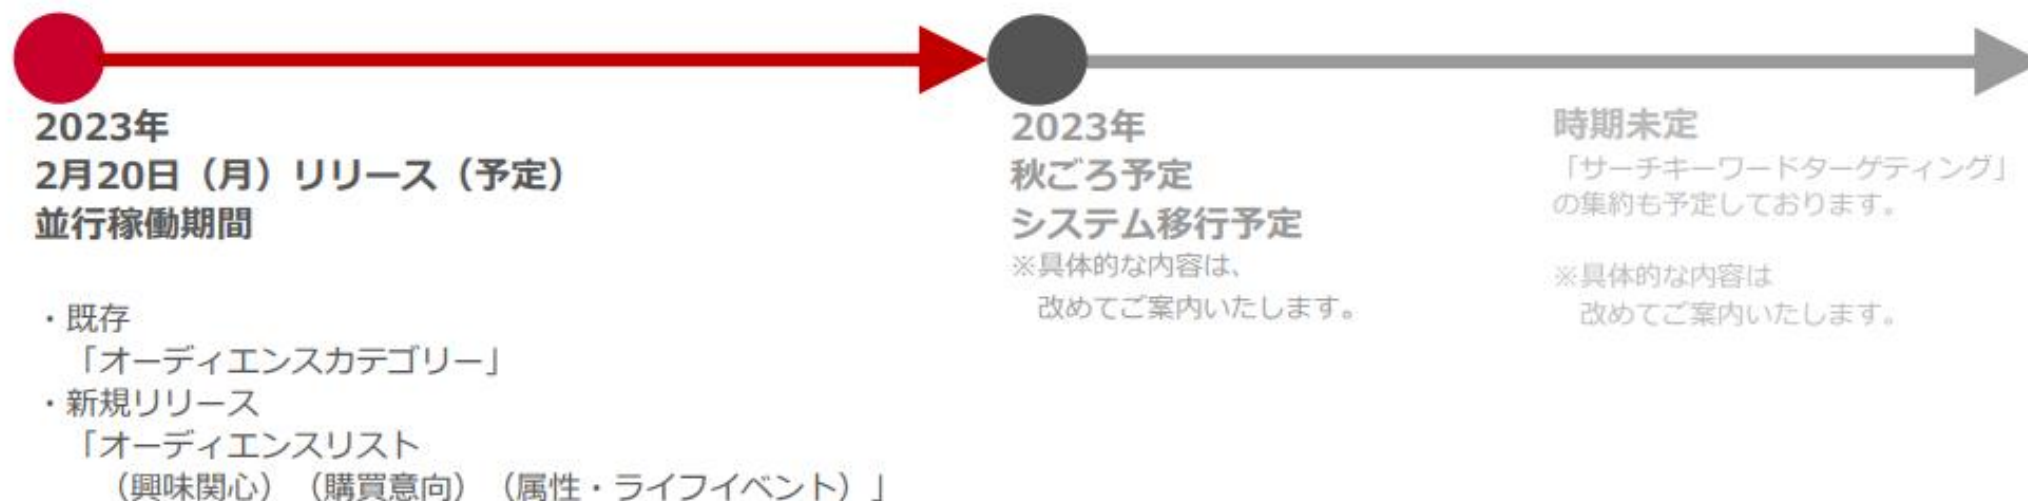 2023年
2月20日（月）リリース（予定）
並行稼働期間
・既存
「オーディエンスカテゴリー」
・新規リリース
「オーディエンスリスト
（興味関心）（購買意向）（属性・ライフイベント）」
2023年
秋ごろ予定
システム移行予定
※具体的な内容は、
改めてご案内いたします。
時期未定
「サーチキーワードターゲティング」
の集約も予定しております。
※具体的な内容は
改めてご案内いたします。